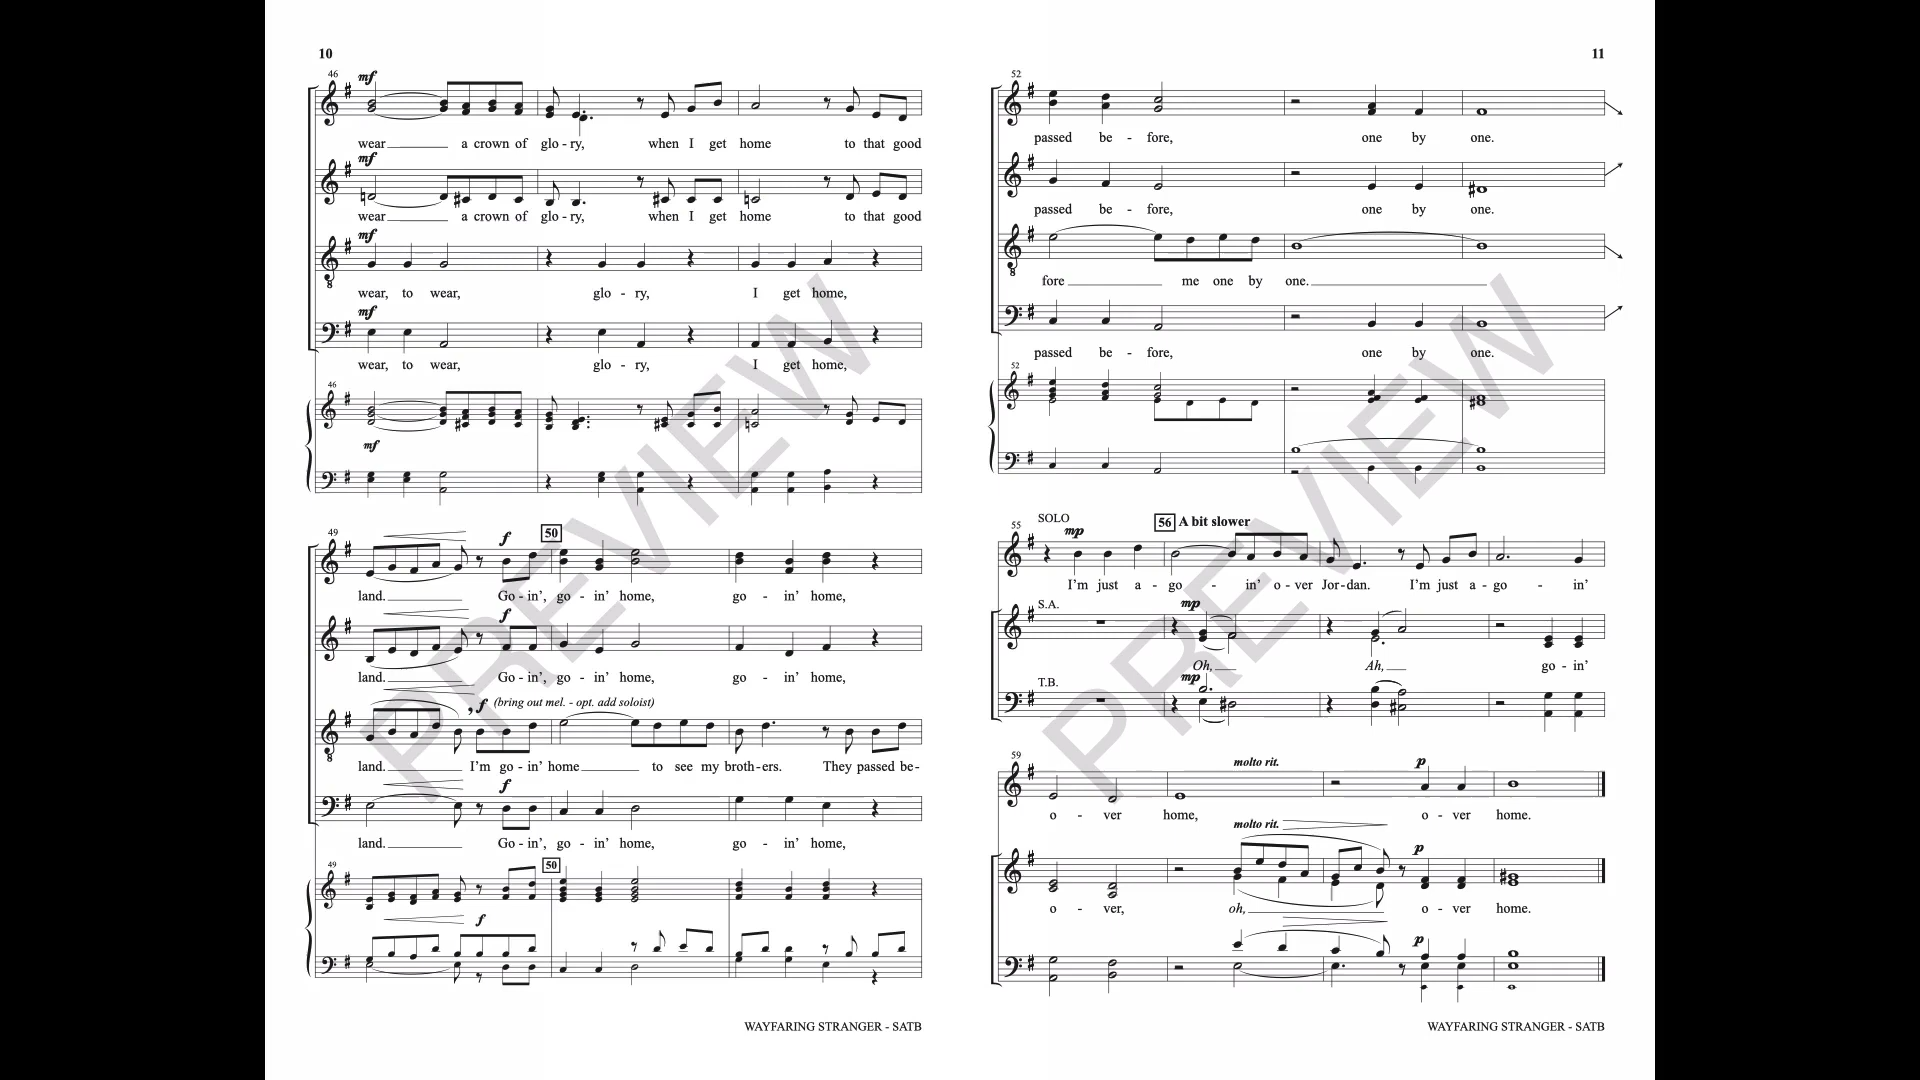 10
46
mf
wear a crown of glo - ry, when I get home to that good
mf
wear a crown of glo - ry, when I get home to that good
mf
wear, to wear, glo - ry, I get home,
mf
wear, to wear, glo - ry, I get home,
46
mf
49
f
50
land. Go - in', go - in' home, go - in' home,
f
land. Go - in', go - in' home, go - in' home,
f (bring out mel. - opt. add soloist)
land. I'm go - in' home to see my broth-ers. They passed be-
f
land. Go - in', go - in' home, go - in' home,
49
50
f
WAYFARING STRANGER - SATB
PREVIEW
11
52
passed be - fore, one by one.
passed be - fore, one by one.
8
fore me one by one.
passed be - fore, one by one.
52
55
SOLO
mp
56 A bit slower
I'm just a - go - in' o - ver Jor-dan. I'm just a - go - in'
S.A.
mp
Oh, Ah, go - in'
T.B.
mp
59
molto rit.
p
o - ver home, o - ver home.
molto rit.
p
o - ver, oh, o - ver home.
p
WAYFARING STRANGER - SATB
PREVIEW